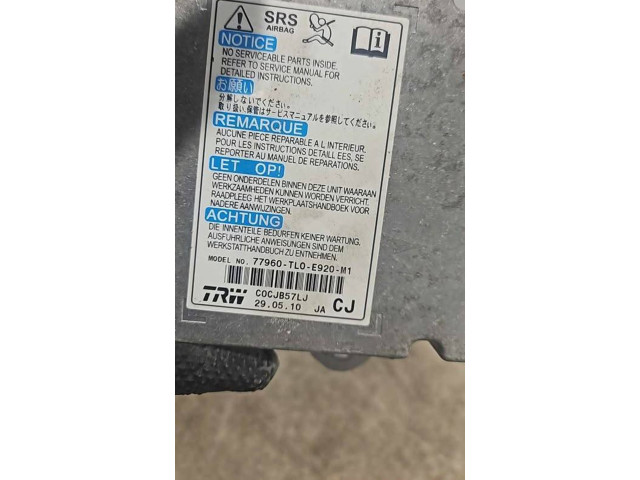 SRS
AIRBAG
NOTICE
NO SERVICEABLE PARTS INSIDE.
REFER TO SERVICE MANUAL FOR
DETAILED INSTRUCTIONS.
お願い
分解しないでください。
取り扱い、保管はサービスマニュアルを参照してください。
REMARQUE
AUCUNE PIECE REPARABLE A L INTERIEUR.
POUR LES INSTRUCTIONS DETAILL EES, SE
REPORTER AU MANUEL DE REPARATIONS.
LET OP!
GEEN ONDERDELEN BINNEN DEZE UNIT WAARAAN
WERKZAAMHEDEN KUNNEN WORDEN VERRICHT.
RAADPLEEG HET WERKPLAATSHANDBOEK VOOR
NADERE AANWIJZINGEN.
ACHTUNG
DIE INNENTEILE BEDÜRFEN KEINER WARTUNG.
AUSFÜHRLICHE ANWEISUNGEN SIND DEM
WERKSTATTHANDBUCH ZU ENTNEHMEN.
MODEL NO. 77960-TL0-E920-M1
TRW
C0CJB57LJ
29.05.10 JA CJ